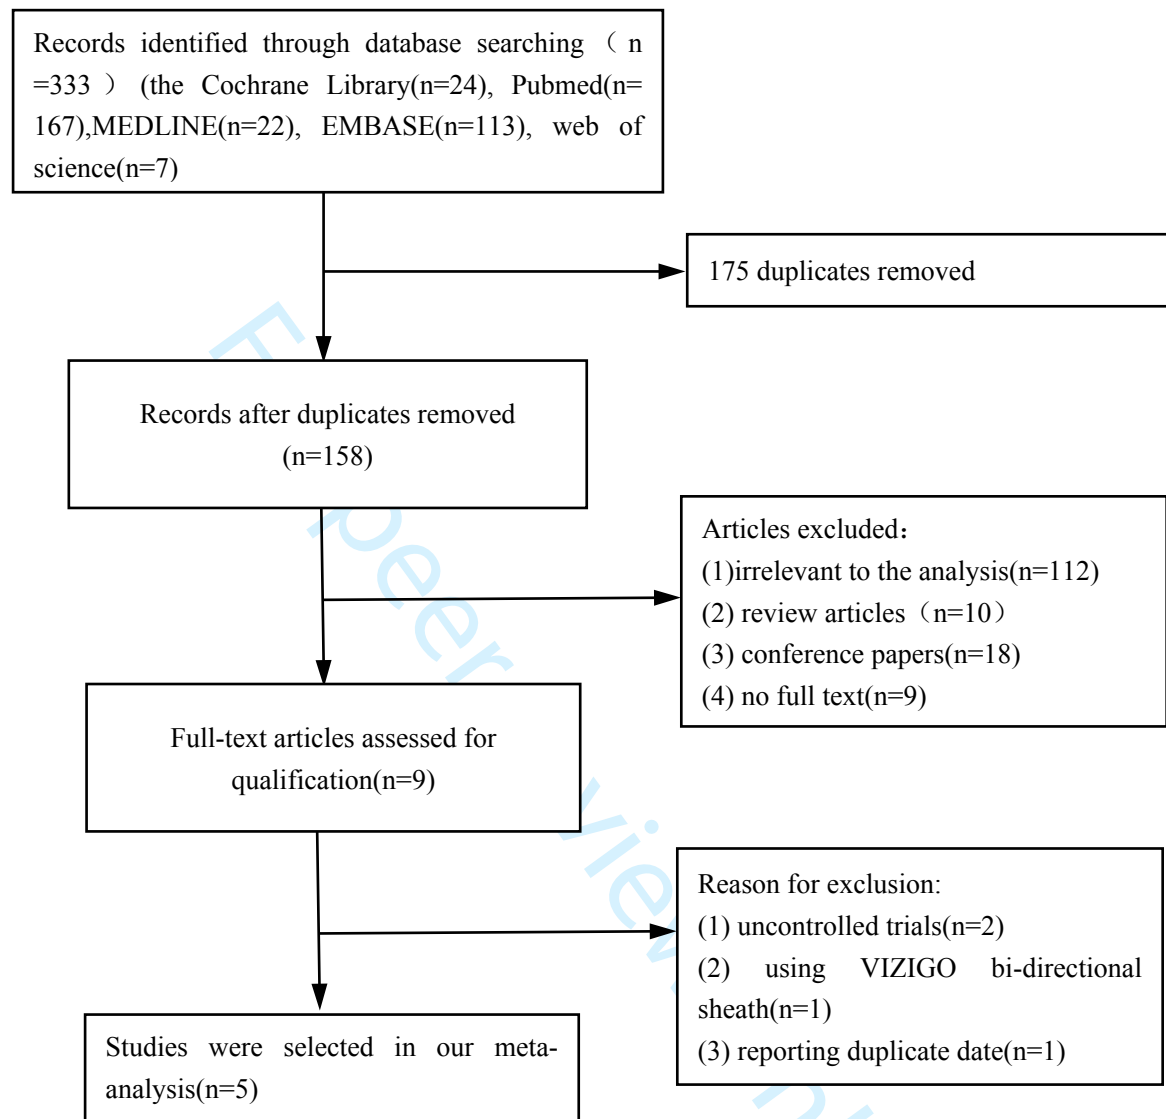 Records identified through database searching （ n
=333 ） (the Cochrane Library(n=24), Pubmed(n=
167),MEDLINE(n=22), EMBASE(n=113), web of
science(n=7)
175 duplicates removed
Records after duplicates removed
(n=158)
Articles excluded：
(1)irrelevant to the analysis(n=112)
(2) review articles（n=10）
(3) conference papers(n=18)
(4) no full text(n=9)
Full-text articles assessed for
qualification(n=9)
Reason for exclusion:
(1) uncontrolled trials(n=2)
(2) using VIZIGO bi-directional
sheath(n=1)
(3) reporting duplicate date(n=1)
Studies were selected in our meta-
analysis(n=5)